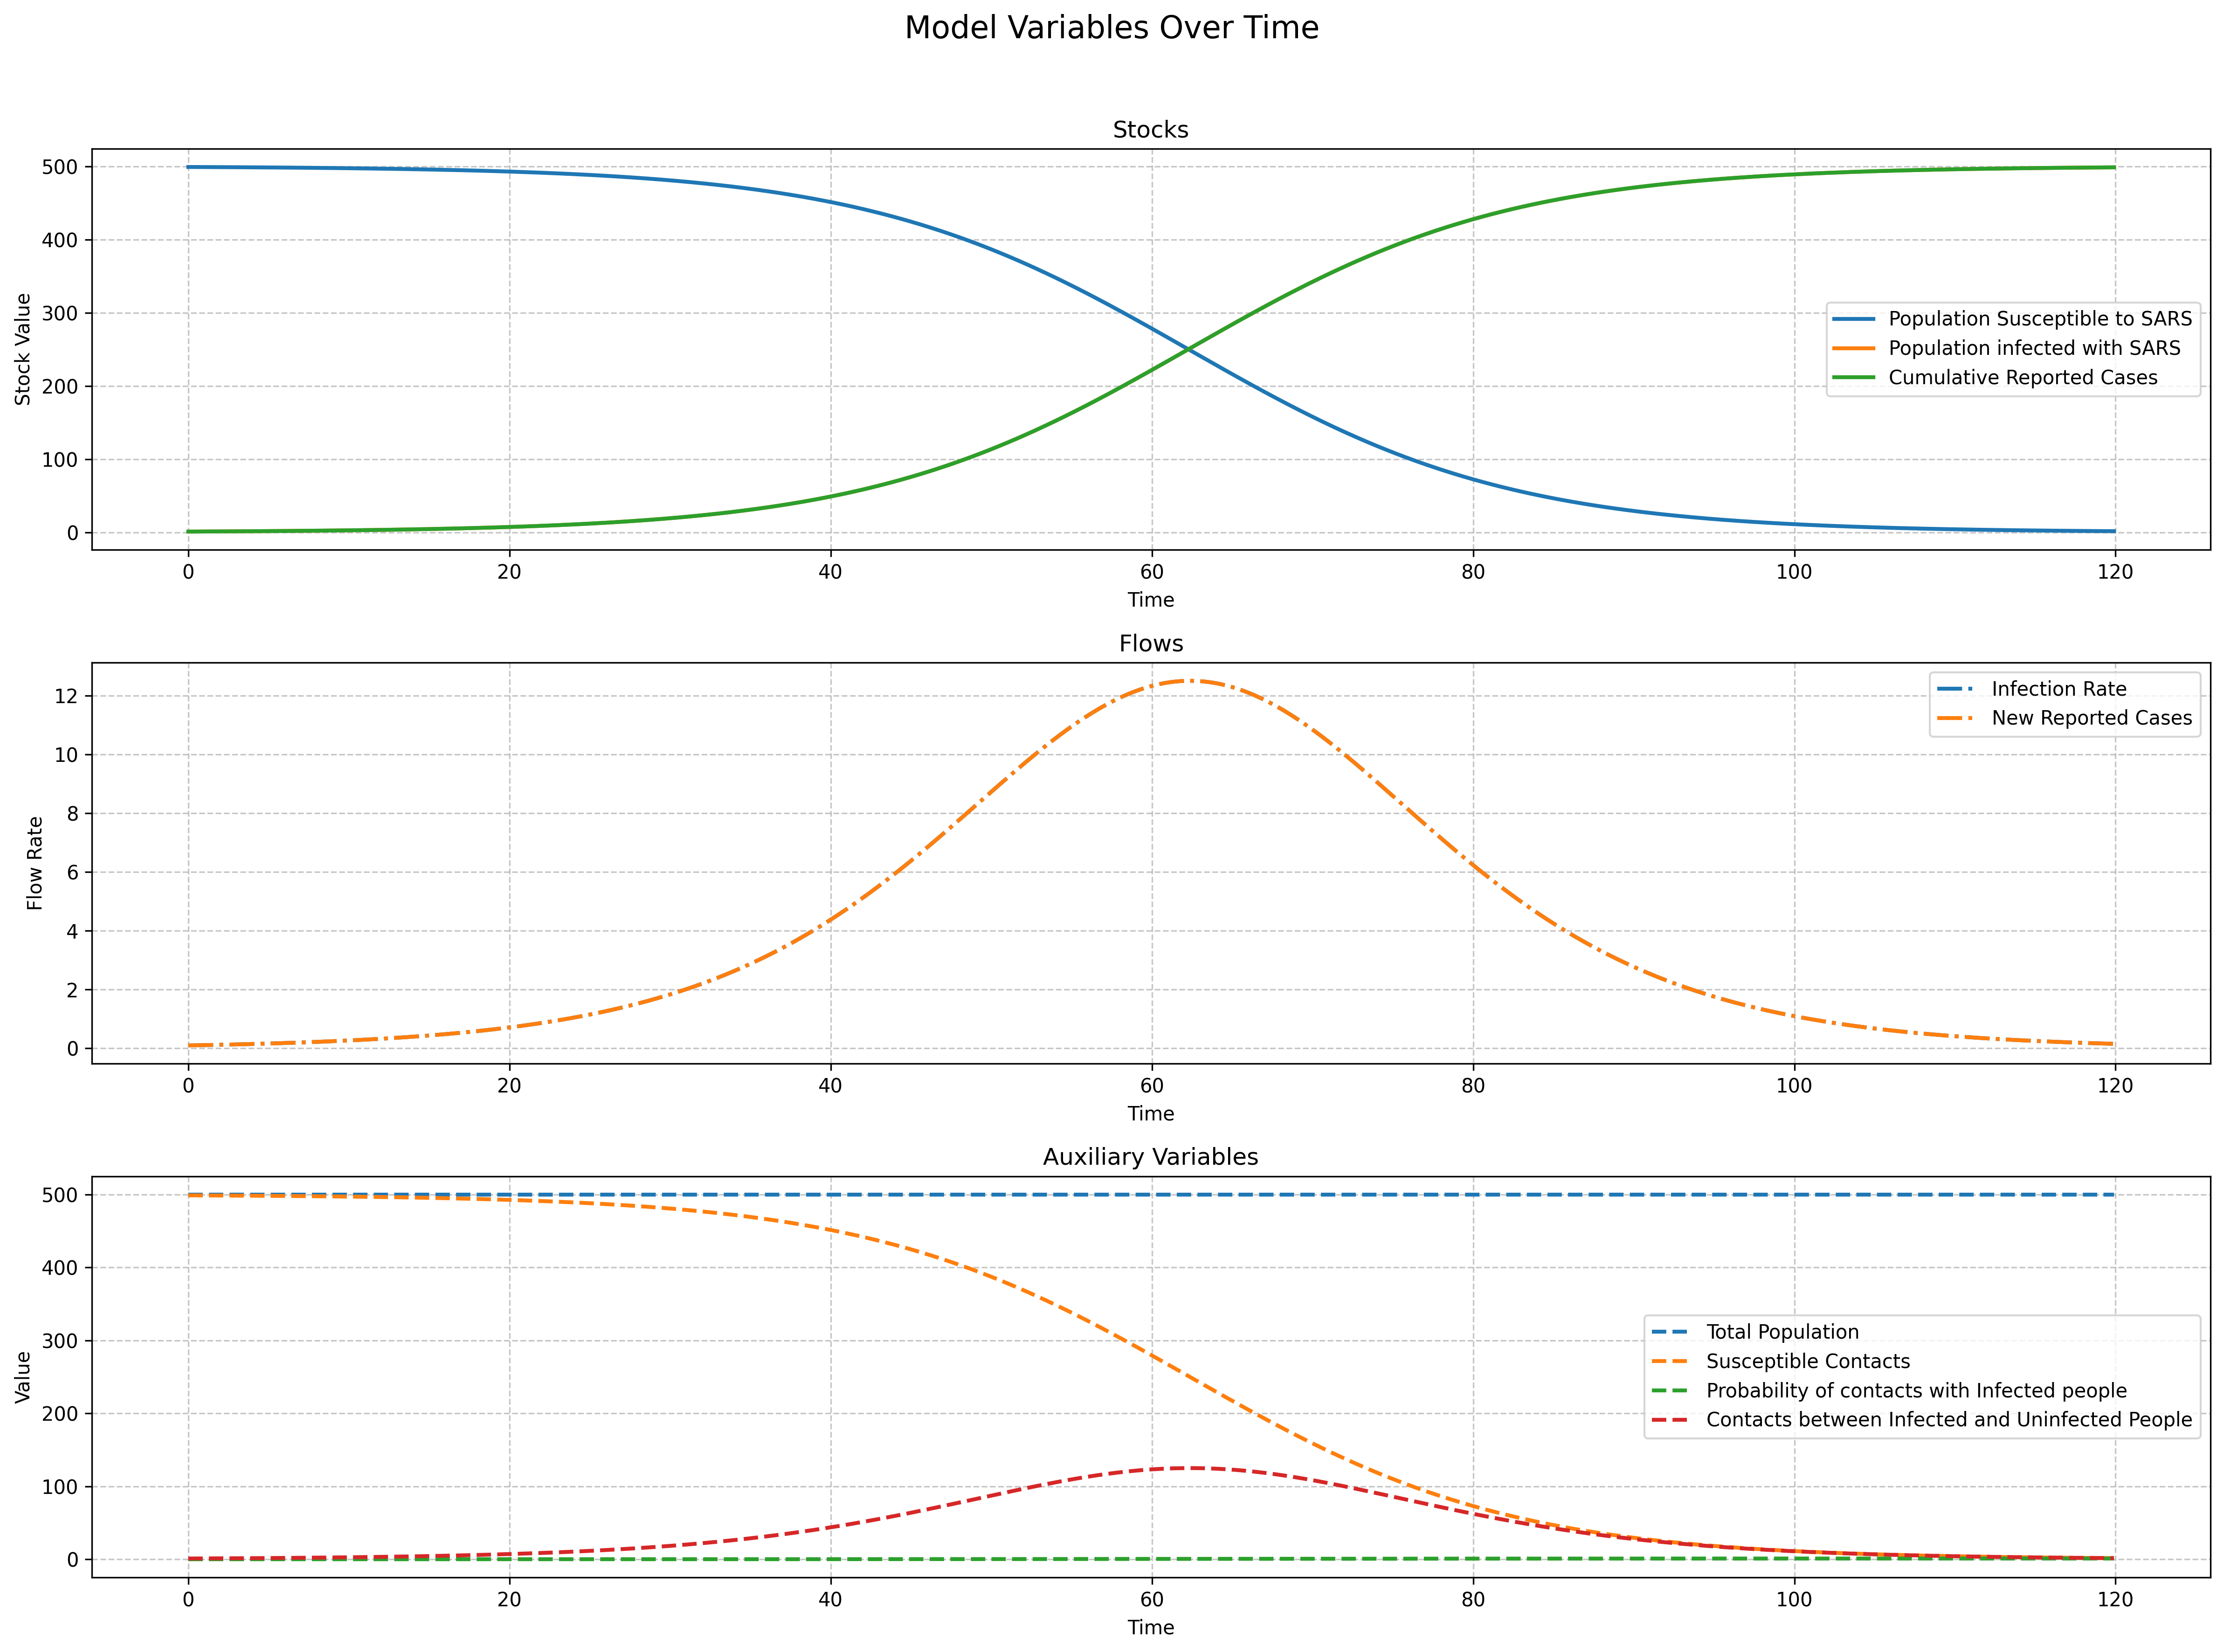 Model Variables Over Time
Stocks
500
400
300
200
100
0
Stock Value
Population Susceptible to SARS
Population infected with SARS
Cumulative Reported Cases
0 20 40 60 80 100 120
Time
Flows
12
10
8
6
4
2
0
Flow Rate
Infection Rate
New Reported Cases
0 20 40 60 80 100 120
Time
Auxiliary Variables
500
400
300
200
100
0
Value
Total Population
Susceptible Contacts
Probability of contacts with Infected people
Contacts between Infected and Uninfected People
0 20 40 60 80 100 120
Time